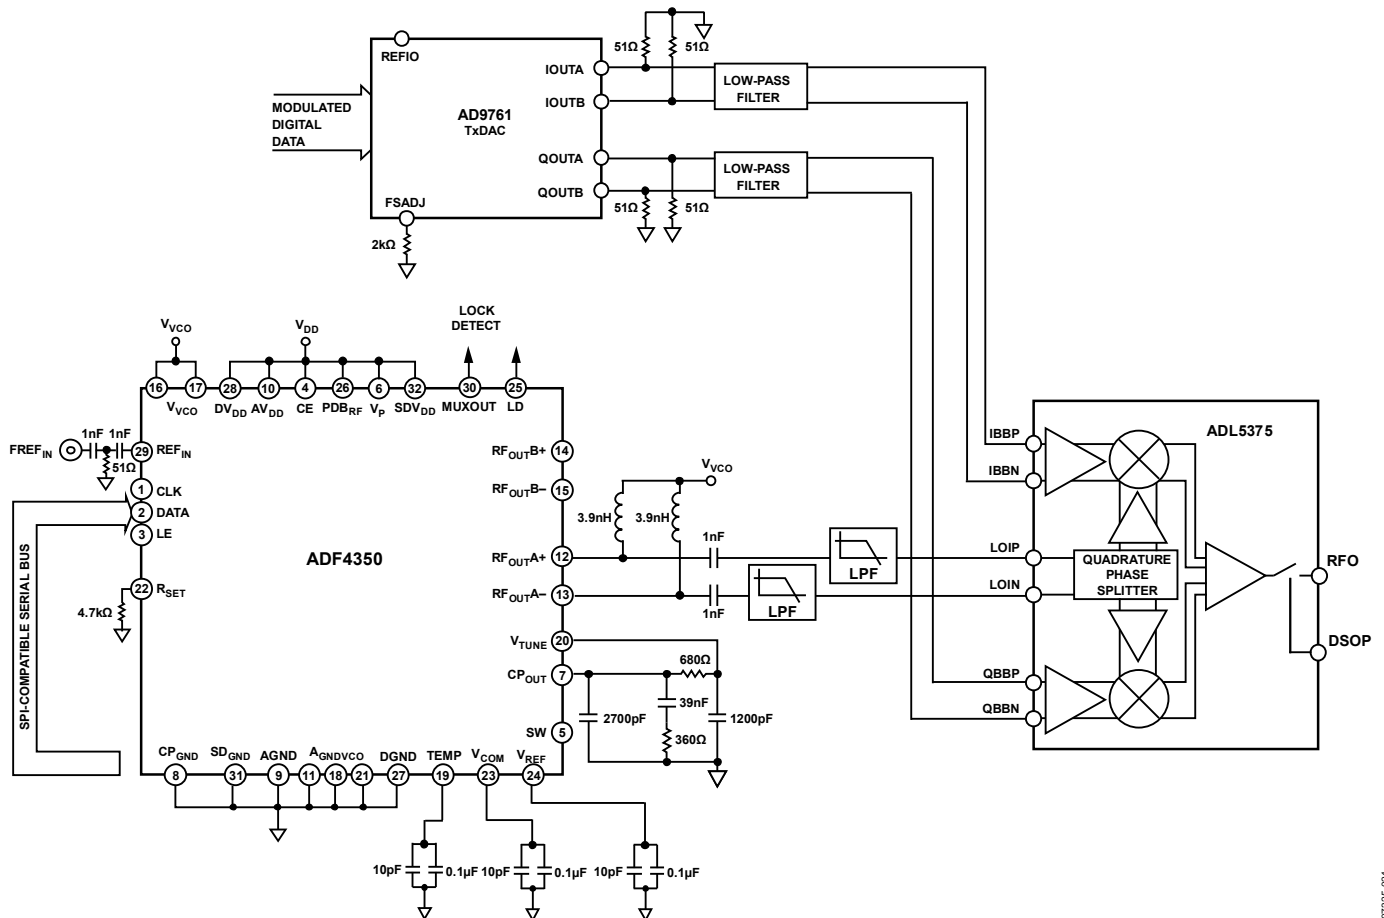 REFIO
MODULATED
DIGITAL
DATA
AD9761
TxDAC
IOUTA
IOUTB
QOUTA
QOUTB
FSADJ
2kΩ
51Ω
51Ω
LOW-PASS
FILTER
LOW-PASS
FILTER
51Ω
51Ω
LOCK
DETECT
VVCO
VDD
16
17
28
10
4
26
6
32
30
25
VVCO
DVDD
AVDD
CE
PDBRF
VP
SDVDD
MUXOUT
LD
FREFIN
1nF
1nF
51Ω
29
REFIN
1
CLK
2
DATA
3
LE
22
RSET
4.7kΩ
SPI-COMPATIBLE SERIAL BUS
ADF4350
RFOUTB+
14
RFOUTB–
15
RFOUTA+
12
RFOUTA–
13
VTUNE
20
CPOUT
7
SW
5
VVCO
3.9nH
3.9nH
1nF
1nF
LPF
LPF
680Ω
39nF
2700pF
1200pF
360Ω
CPGND
SDGND
AGND
AGNDVCO
DGND
TEMP
VCOM
VREF
8
31
9
11
18
21
27
19
23
24
10pF
0.1µF
10pF
0.1µF
10pF
0.1µF
ADL5375
IBBP
IBBN
LOIP
LOIN
QUADRATURE
PHASE
SPLITTER
QBBP
QBBN
RFO
DSOP